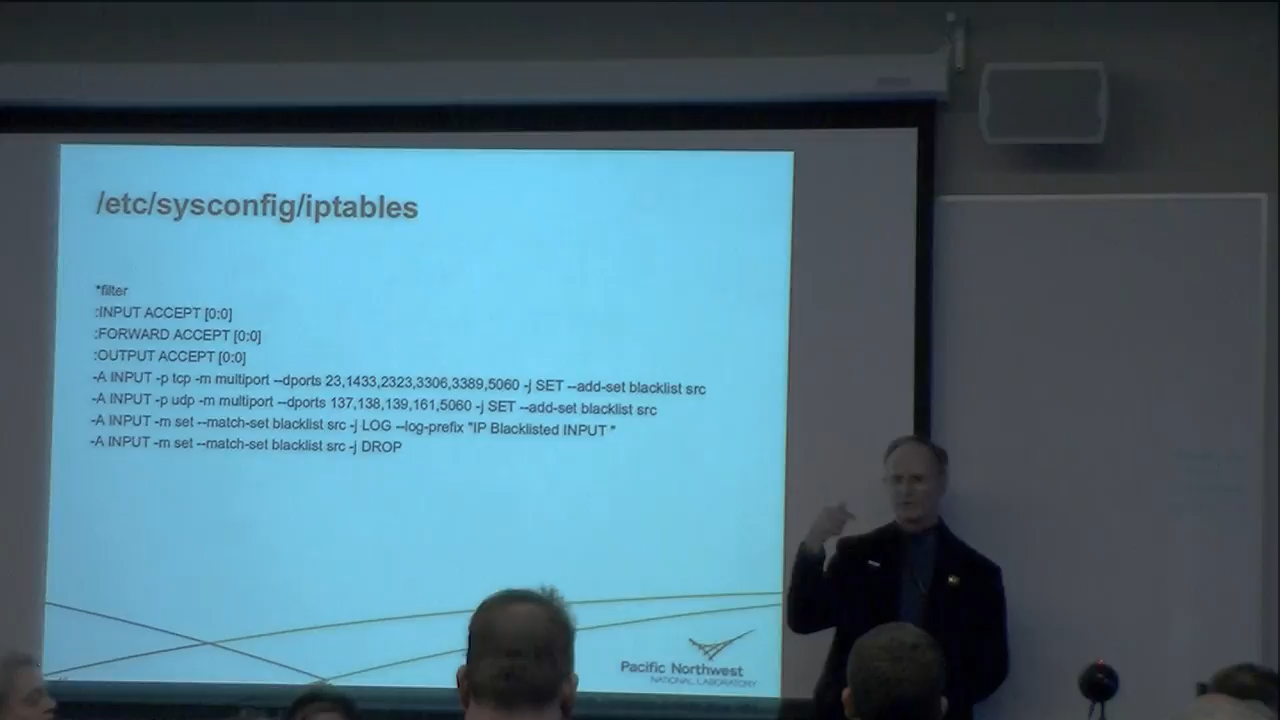 /etc/sysconfig/iptables
*filter
:INPUT ACCEPT [0:0]
:FORWARD ACCEPT [0:0]
:OUTPUT ACCEPT [0:0]
-A INPUT -p tcp -m multiport --dports 23,1433,2323,3306,3389,5060 -j SET --add-set blacklist src
-A INPUT -p udp -m multiport --dports 137,138,139,161,5060 -j SET --add-set blacklist src
-A INPUT -m set --match-set blacklist src -j LOG --log-prefix "IP Blacklisted INPUT "
-A INPUT -m set --match-set blacklist src -j DROP
Pacific Northwest
NATIONAL LABORATORY